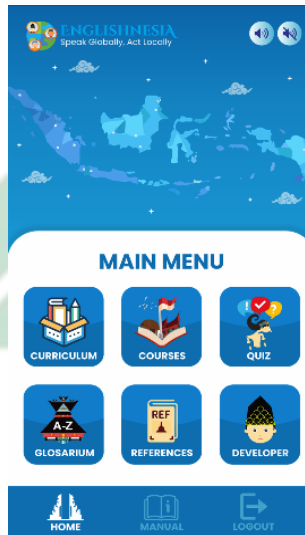 ENGLISHNESIA
Speak Globally, Act Locally
MAIN MENU
CURRICULUM
COURSES
QUIZ
A-Z
GLOSARIUM
REF
REFERENCES
DEVELOPER
HOME
MANUAL
LOGOUT